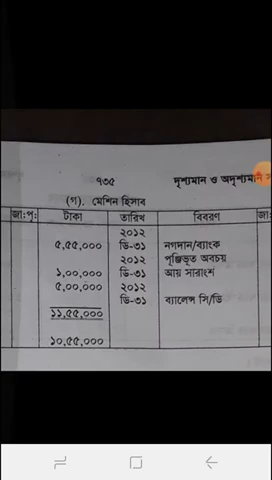 ৭৩৫ দৃশ্যমান ও অদৃশ্যমান
(গ). মেশিন হিসাব
জা:পৃ: টাকা তারিখ বিবরণ জা:
২০১২
৫,৫৫,০০০ ডি-৩১ নগদান/ব্যাংক
২০১২ পূঞ্জিভূত অবচয়
১,০০,০০০ ডি-৩১ আয় সারাংশ
৫,০০,০০০ ২০১২
ডি-৩১ ব্যালেন্স সি/ডি
১১,৫৫,০০০
১০,৫৫,০০০